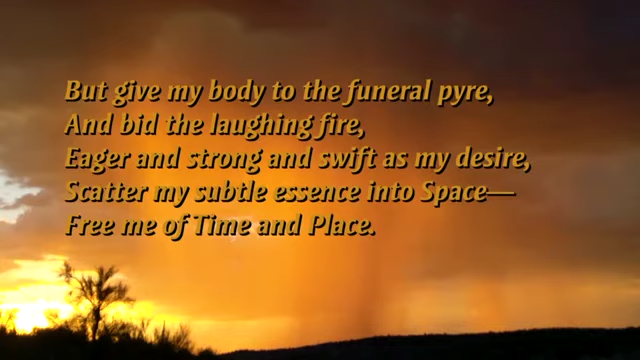 But give my body to the funeral pyre,
And bid the laughing fire,
Eager and strong and swift as my desire,
Scatter my subtle essence into Space—
Free me of Time and Place.